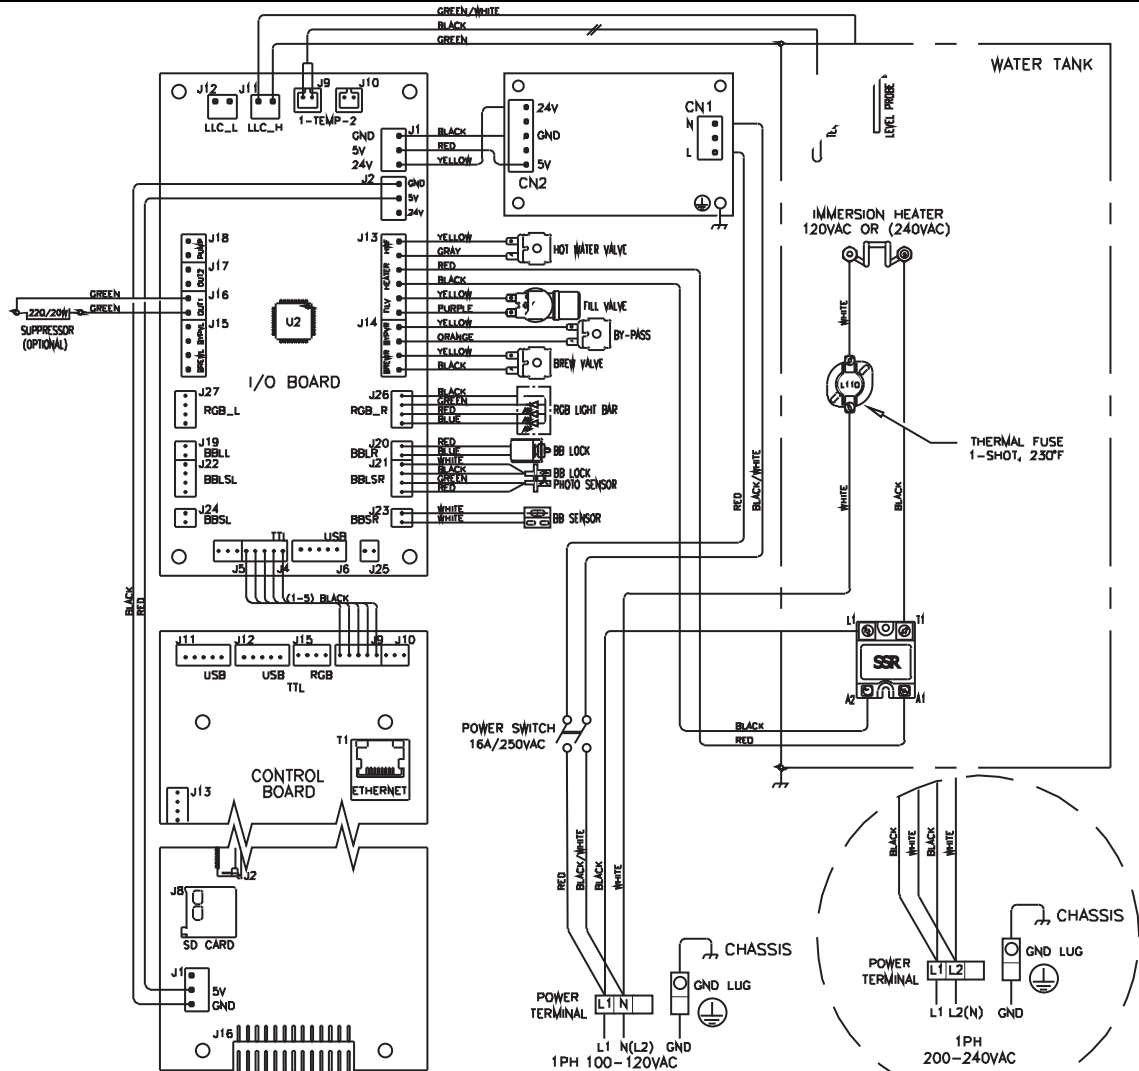 GREEN/WHITE
BLACK
GREEN
WATER TANK
J12
J11
J9
J10
LLC_L
LLC_H
1-TEMP-2
J1
GND
5V
24V
BLACK
RED
YELLOW
24V
GND
5V
CN2
CN1
N
L
LEVEL PROBE
J2
GND
5V
24V
IMMERSION HEATER
120VAC OR (240VAC)
J18
PUMP
J17
OUT2
J16
OUT1
J15
BYPWL
BREWL
J13
HWF
HEATER
FILV
J14
BYPWR
BREWR
YELLOW
GRAY
RED
BLACK
YELLOW
PURPLE
YELLOW
ORANGE
YELLOW
BLACK
HOT WATER VALVE
FILL VALVE
BY-PASS
BREW VALVE
GREEN
GREEN
220/20W
SUPPRESSOR
(OPTIONAL)
U2
I/O BOARD
J27
RGB_L
J26
RGB_R
BLACK
GREEN
RED
BLUE
RGB LIGHT BAR
J19
BBLL
J22
BBLSL
J24
BBSL
J20
BBLR
J21
BBLSR
J23
BBSR
RED
BLUE
WHITE
BLACK
GREEN
RED
WHITE
WHITE
BB LOCK
BB LOCK
PHOTO SENSOR
BB SENSOR
WHITE
L110
THERMAL FUSE
1-SHOT, 230°F
RED
BLACK/WHITE
WHITE
BLACK
TTL
USB
J5
J4
J6
J25
BLACK
RED
(1-5) BLACK
J11
J12
J15
J9
J10
USB
USB
RGB
TTL
L1
T1
SSR
A2
A1
BLACK
RED
POWER SWITCH
16A/250VAC
T1
ETHERNET
CONTROL
BOARD
J13
J2
J8
SD CARD
J1
5V
GND
J16
RED
BLACK/WHITE
BLACK
WHITE
CHASSIS
GND LUG
POWER
TERMINAL
L1 N
L1 N(L2) GND
1PH 100-120VAC
BLACK
WHITE
BLACK
WHITE
CHASSIS
GND LUG
POWER
TERMINAL
L1 L2
L1 L2(N) GND
1PH
200-240VAC